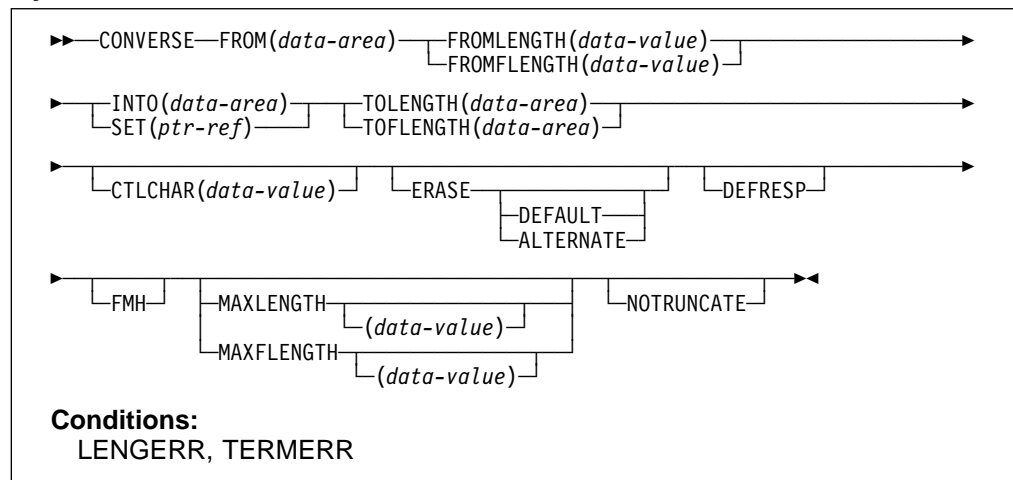 CONVERSE FROM(data-area) FROMLENGTH(data-value)
FROMFLENGTH(data-value)
INTO(data-area) TOLENGTH(data-area)
SET(ptr-ref) TOFLENGTH(data-area)
CTLCHAR(data-value) ERASE DEFRESP
DEFAULT
ALTERNATE
FMH MAXLENGTH NOTRUNCATE
(data-value)
MAXFLENGTH
(data-value)
Conditions:
LENGERR, TERMERR